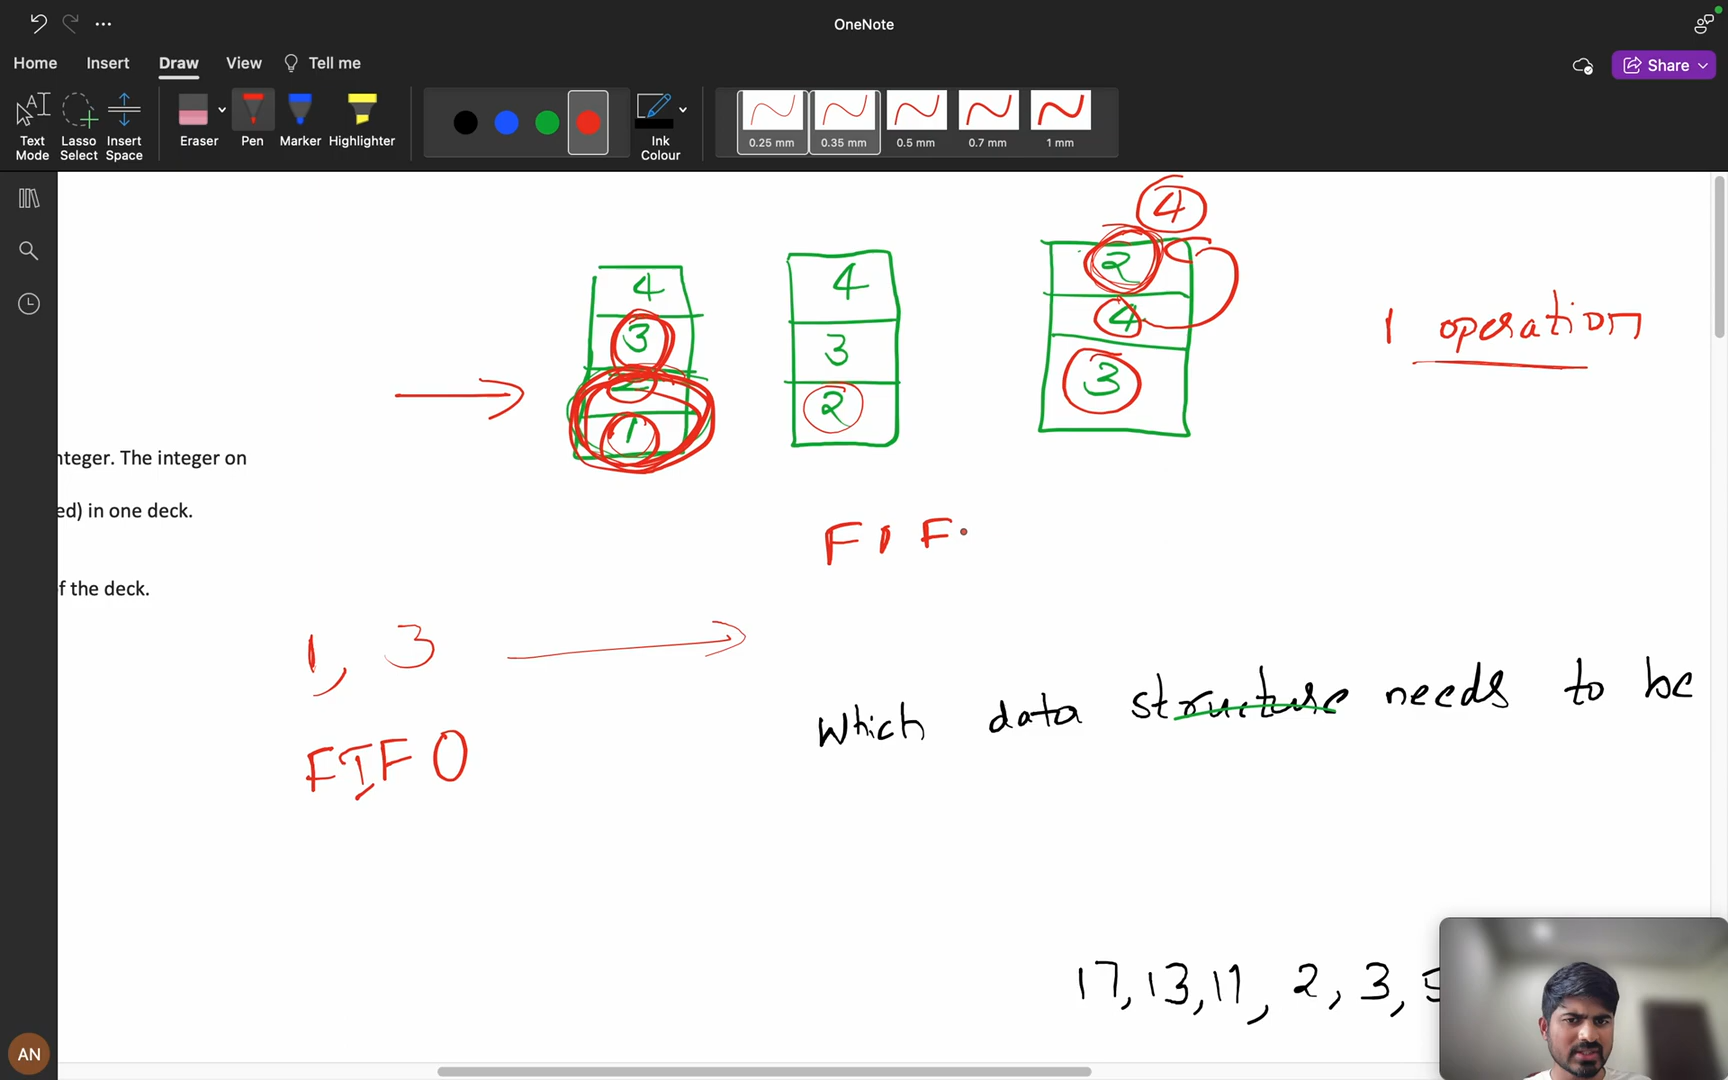 OneNote
Home Insert Draw View Tell me
Share
Text Mode
Lasso Select
Insert Space
Eraser
Pen
Marker
Highlighter
Ink Colour
0.25 mm
0.35 mm
0.5 mm
0.7 mm
1 mm
4
3
2
1
4
3
2
4
2
4
3
1 operation
nteger. The integer on
ed) in one deck.
f the deck.
F I F
1, 3
FIFO
Which data structure needs to be
17, 13, 11, 2, 3, 5
AN